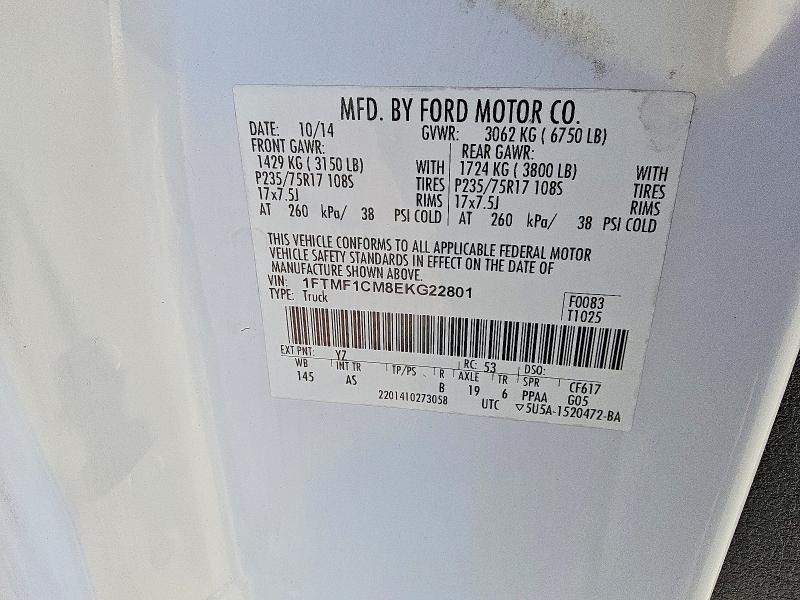 MFD. BY FORD MOTOR CO.
DATE: 10/14 GVWR: 3062 KG ( 6750 LB)
FRONT GAWR: REAR GAWR:
1429 KG ( 3150 LB) WITH 1724 KG ( 3800 LB) WITH
P235/75R17 108S TIRES P235/75R17 108S TIRES
17x7.5J RIMS 17x7.5J RIMS
AT 260 kPa/ 38 PSI COLD AT 260 kPa/ 38 PSI COLD
THIS VEHICLE CONFORMS TO ALL APPLICABLE FEDERAL MOTOR
VEHICLE SAFETY STANDARDS IN EFFECT ON THE DATE OF
MANUFACTURE SHOWN ABOVE.
VIN: 1FTMF1CM8EKG22801
TYPE: Truck
F0083
T1025
EXT PNT: YZ RC: 53 DSO:
WB INT TR TP/PS R AXLE TR SPR CF617
145 AS B 19 6 PPAA G05
2201410273058 UTC ▽5U5A-1520472-BA